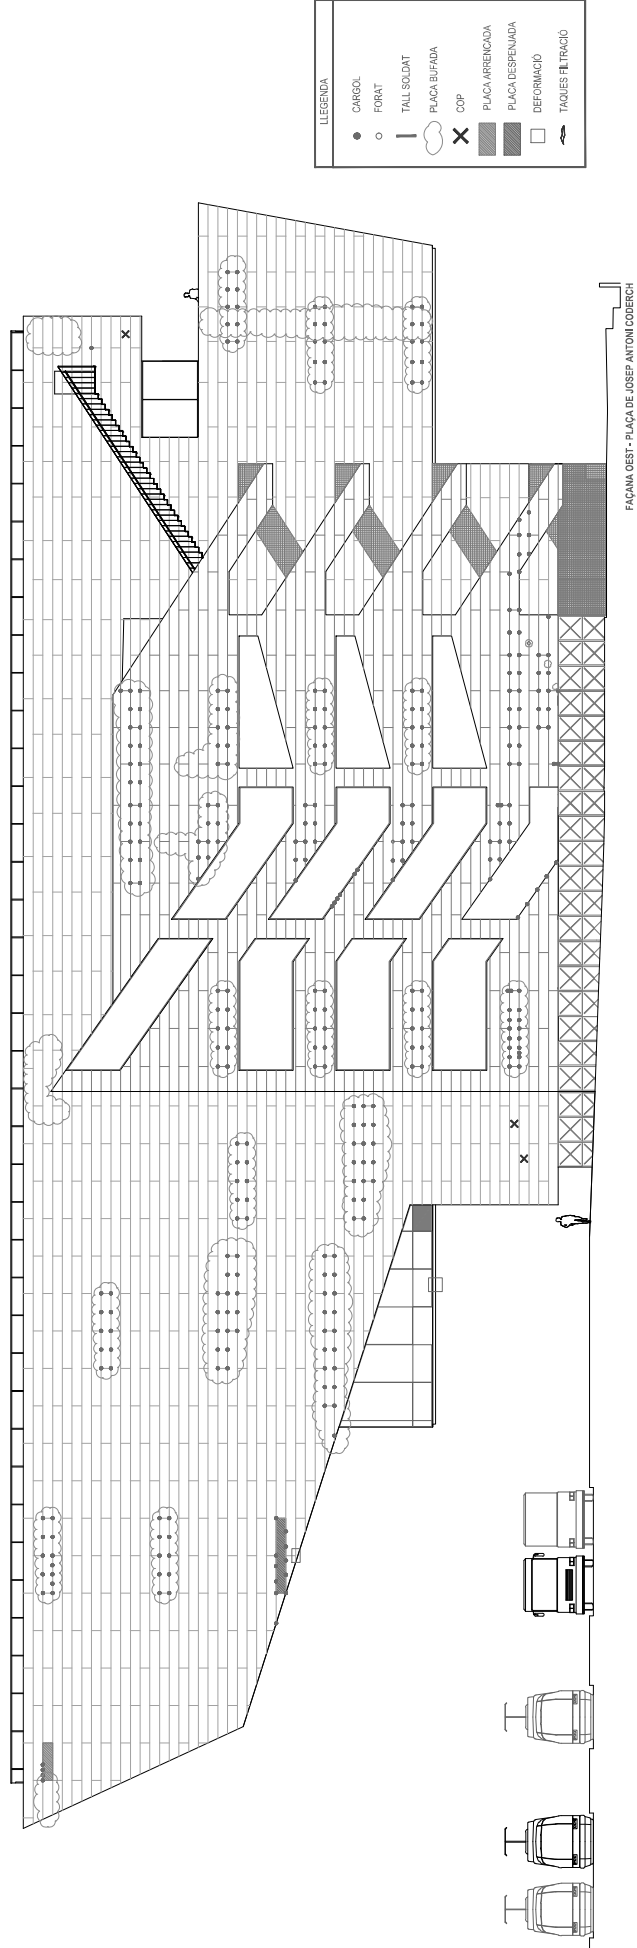 LLEGENDA
CARGOL
FORAT
TALL SOLDAT
PLACA BUFADA
COP
PLACA ARRENCADA
PLACA DESPENJADA
DEFORMACIÓ
TAQUES FILTRACIÓ
FAÇANA OEST - PLAÇA DE JOSEP ANTONI CODERCH